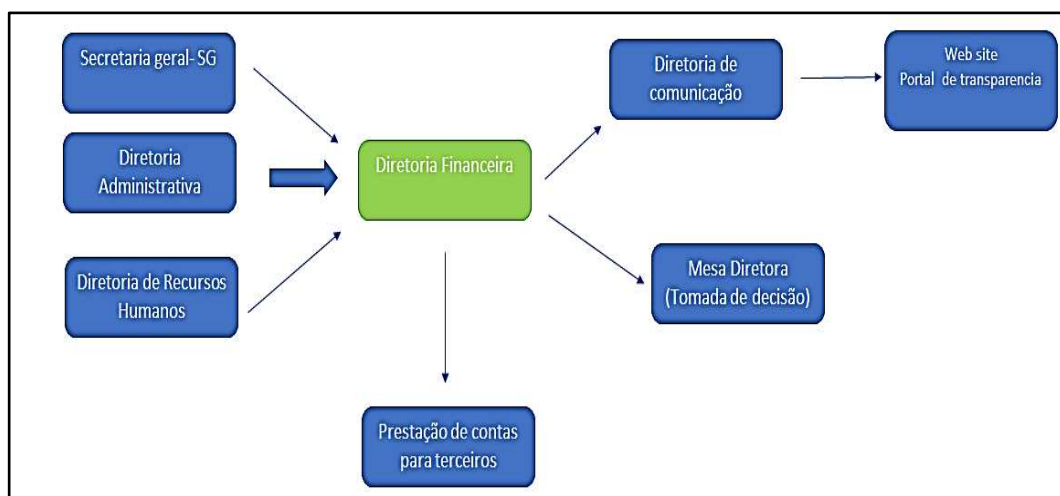 Secretaria geral- SG
Diretoria
Administrativa
Diretoria de Recursos
Humanos
Diretoria Financeira
Prestação de contas
para terceiros
Diretoria de
comunicação
Mesa Diretora
(Tomada de decisão)
Web site
Portal de transparencia